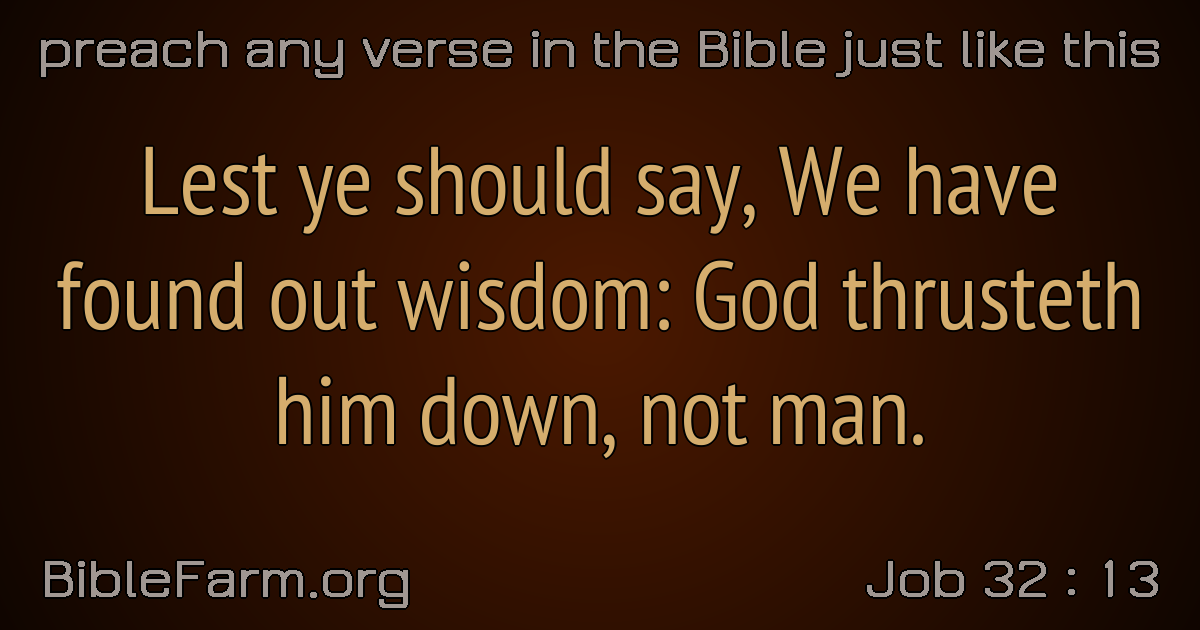 preach any verse in the Bible just like this
Lest ye should say, We have
found out wisdom: God thrusteth
him down, not man.
BibleFarm.org
Job 32 : 13